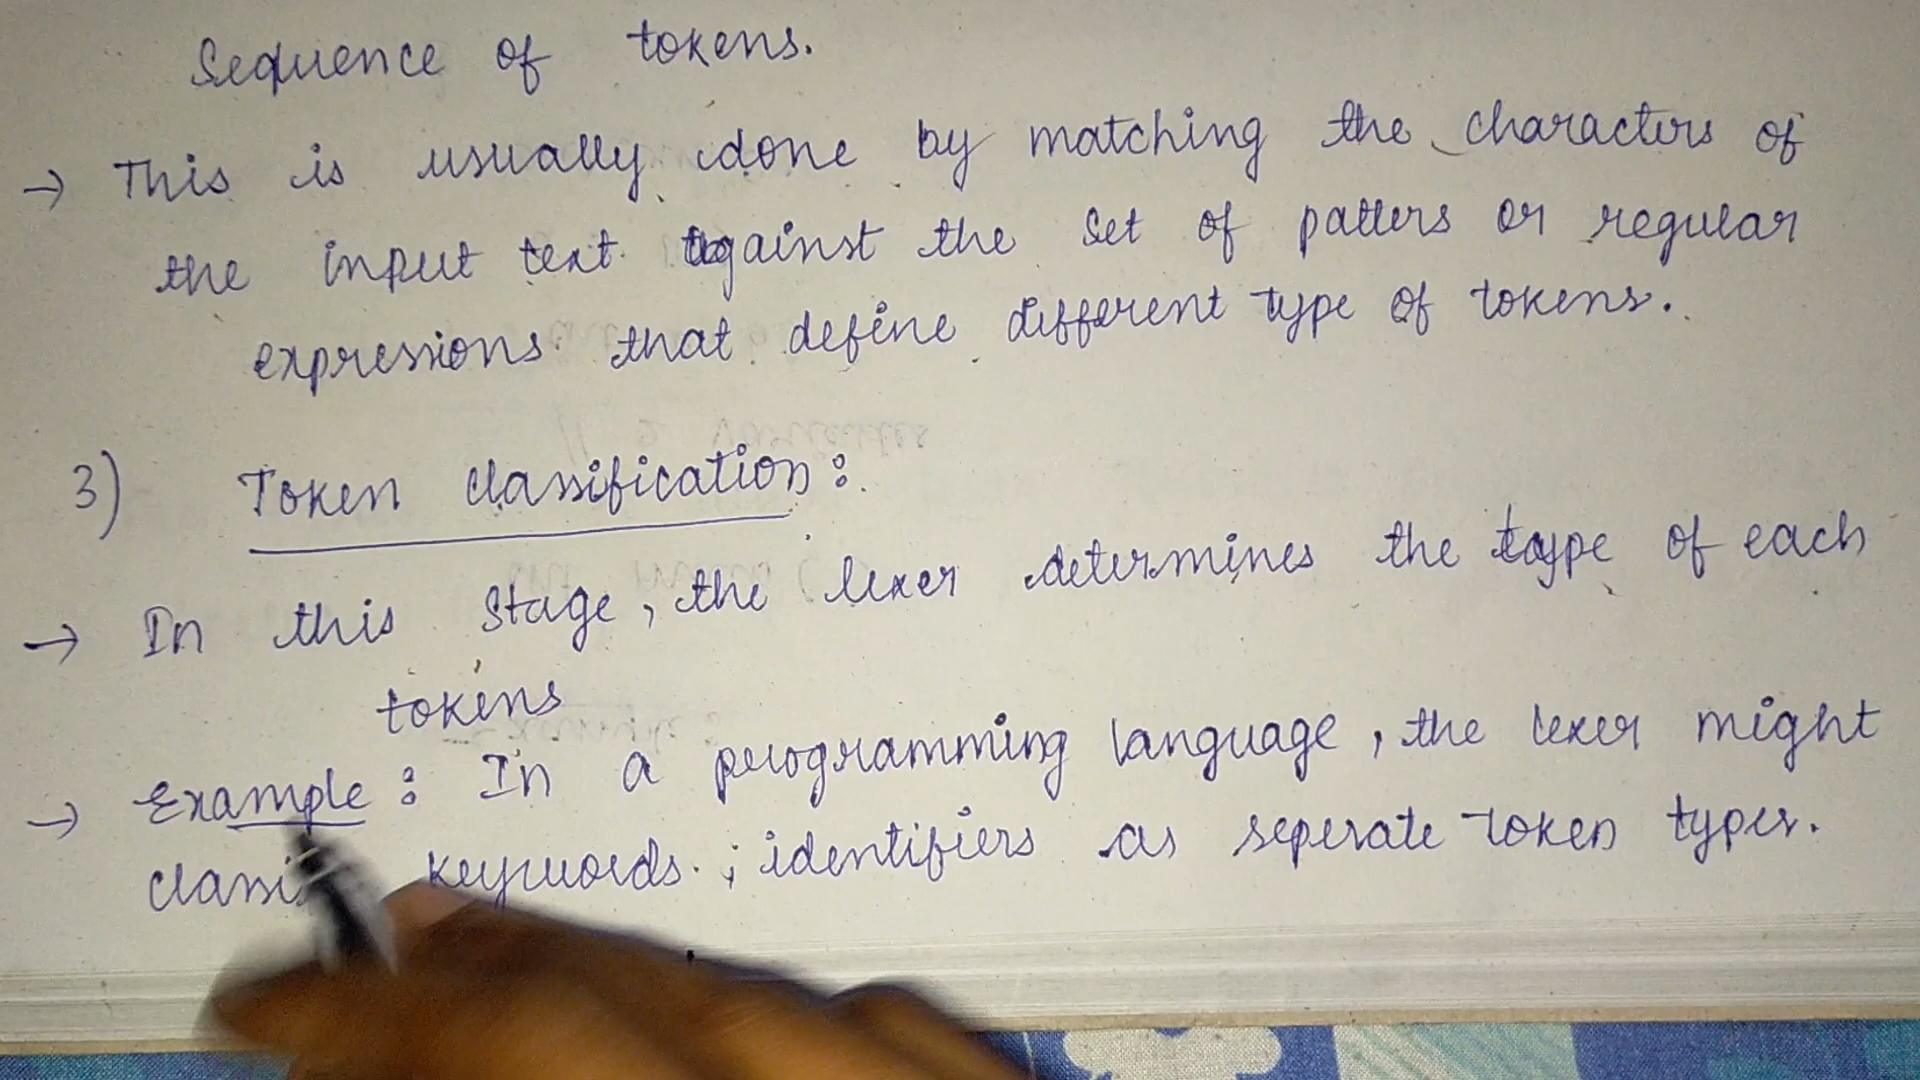 Sequence of tokens.
→ This is usually done by matching the characters of
the input text against the set of patters or regular
expressions that define different type of tokens.
3) Token classification:
→ In this stage, the lexer determines the type of each
tokens
→ Example: In a programming language, the lexer might
keywords, identifiers as seperate token types.